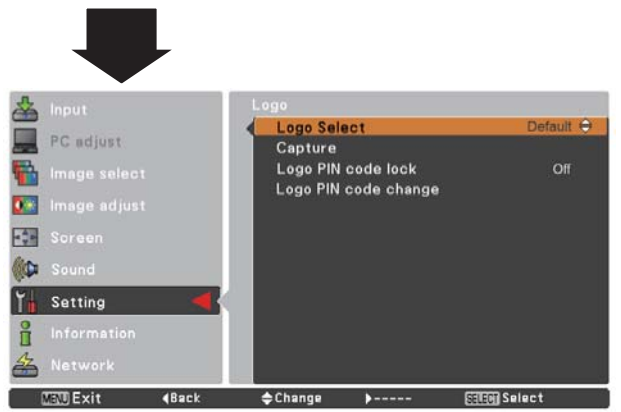 Input
PC adjust
Image select
Image adjust
Screen
Sound
Setting
Information
Network
Logo
Logo Select Default
Capture
Logo PIN code lock Off
Logo PIN code change
MENU Exit ◀Back Change ▶----- SELECT Select